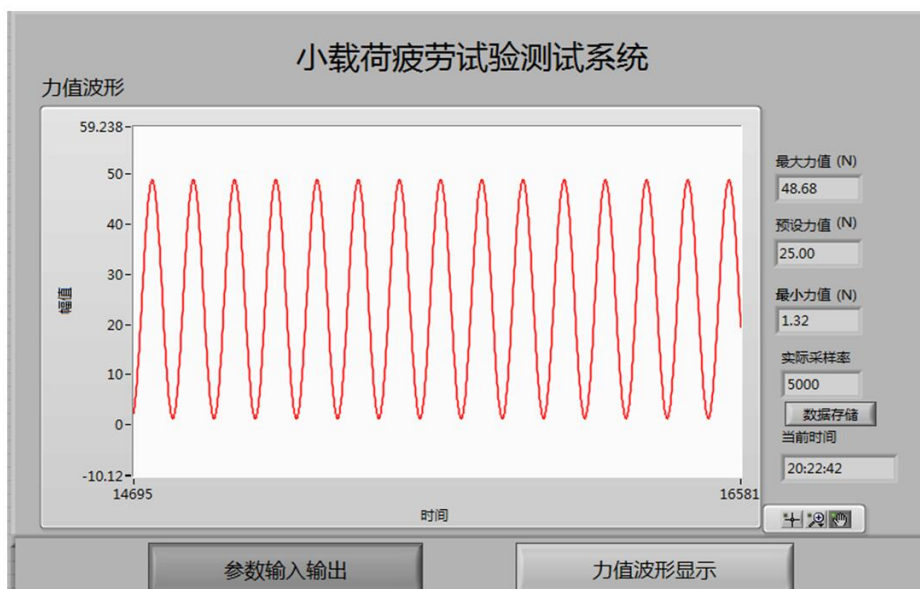 小载荷疲劳试验测试系统
力值波形
59.238
50
40
30
20
10
0
-10.12
幅值
14695
16581
时间
最大力值 (N)
48.68
预设力值 (N)
25.00
最小力值 (N)
1.32
实际采样率
5000
数据存储
当前时间
20:22:42
参数输入输出
力值波形显示